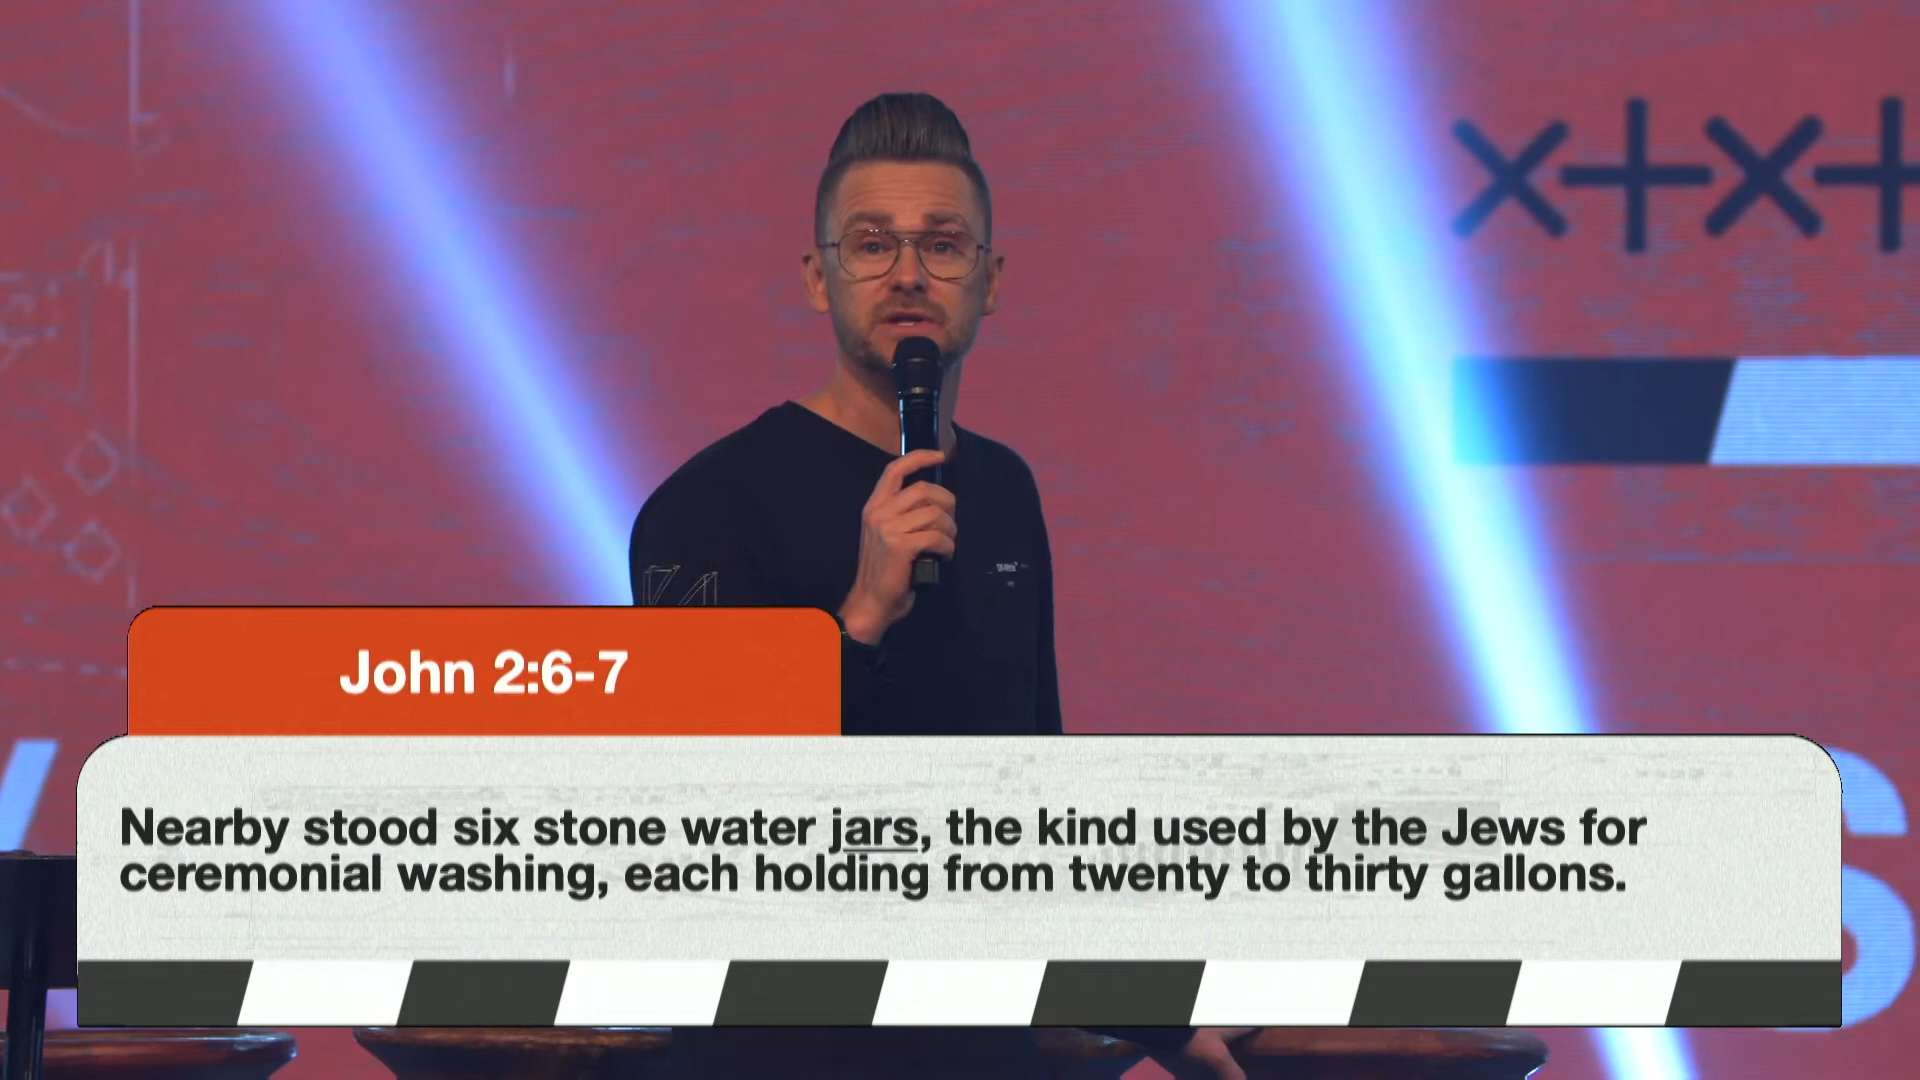 John 2:6-7
Nearby stood six stone water jars, the kind used by the Jews for
ceremonial washing, each holding from twenty to thirty gallons.